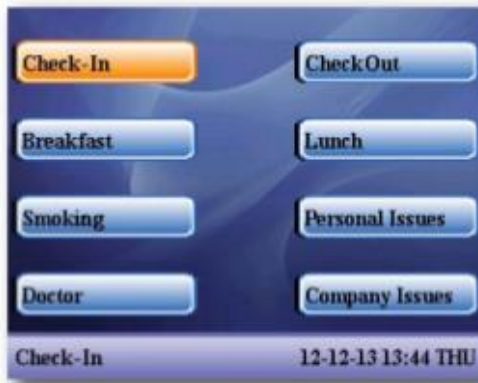 Check-In CheckOut
Breakfast Lunch
Smoking Personal Issues
Doctor Company Issues
Check-In 12-12-13 13:44 THU